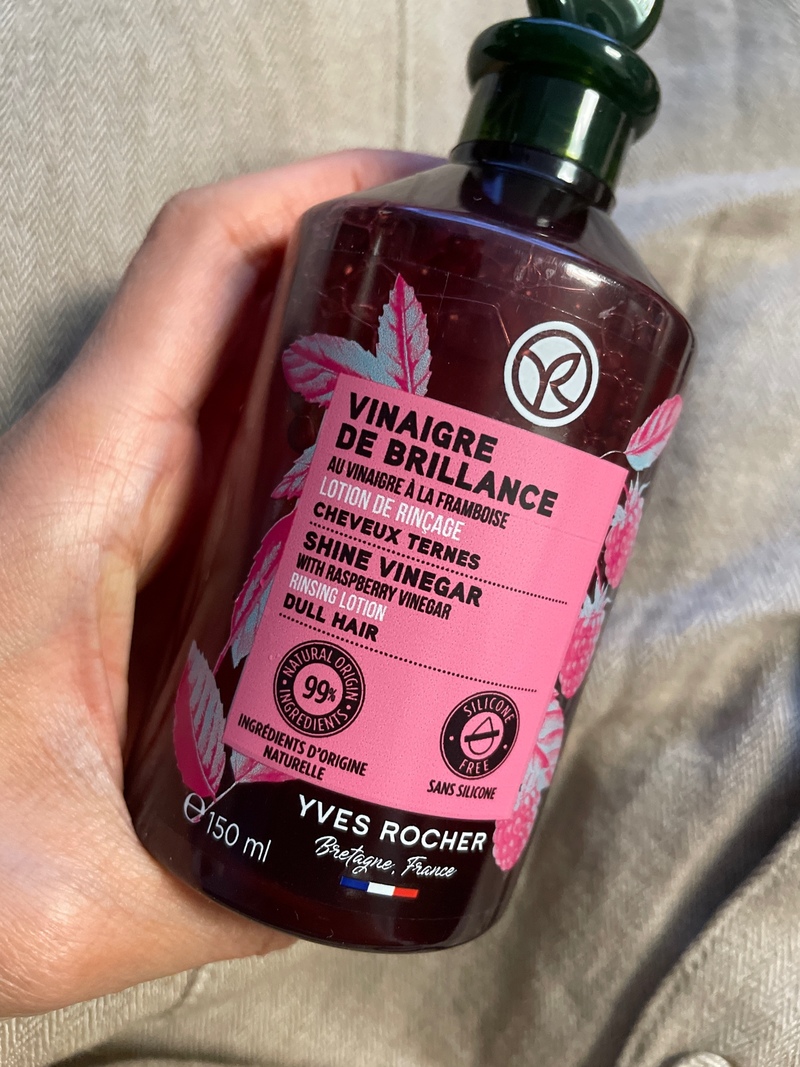 VINAIGRE
DE BRILLANCE
AU VINAIGRE À LA FRAMBOISE
LOTION DE RINÇAGE
CHEVEUX TERNES
SHINE VINEGAR
WITH RASPBERRY VINEGAR
RINSING LOTION
DULL HAIR
NATURAL ORIGIN
99%
INGREDIENTS
INGRÉDIENTS D'ORIGINE
NATURELLE
SILICONE
FREE
SANS SILICONE
YVES ROCHER
Bretagne, France
℮ 150 ml